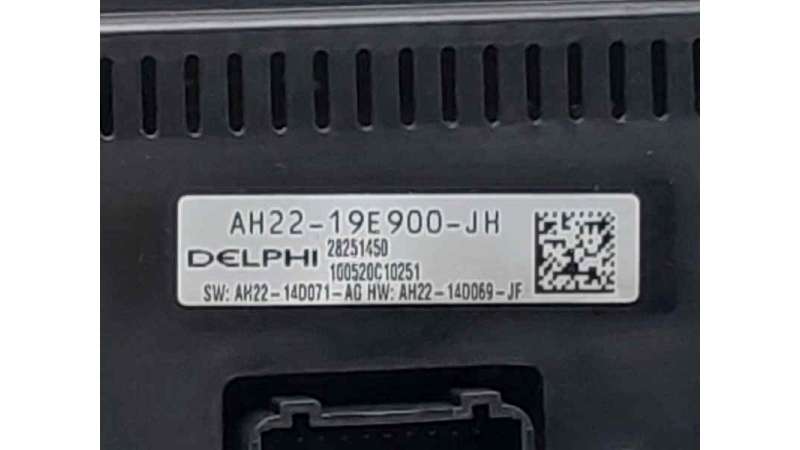 AH22-19E900-JH
DELPHI 28251450
100520C10251
SW: AH22-14D071-AG HW: AH22-14D069-JF